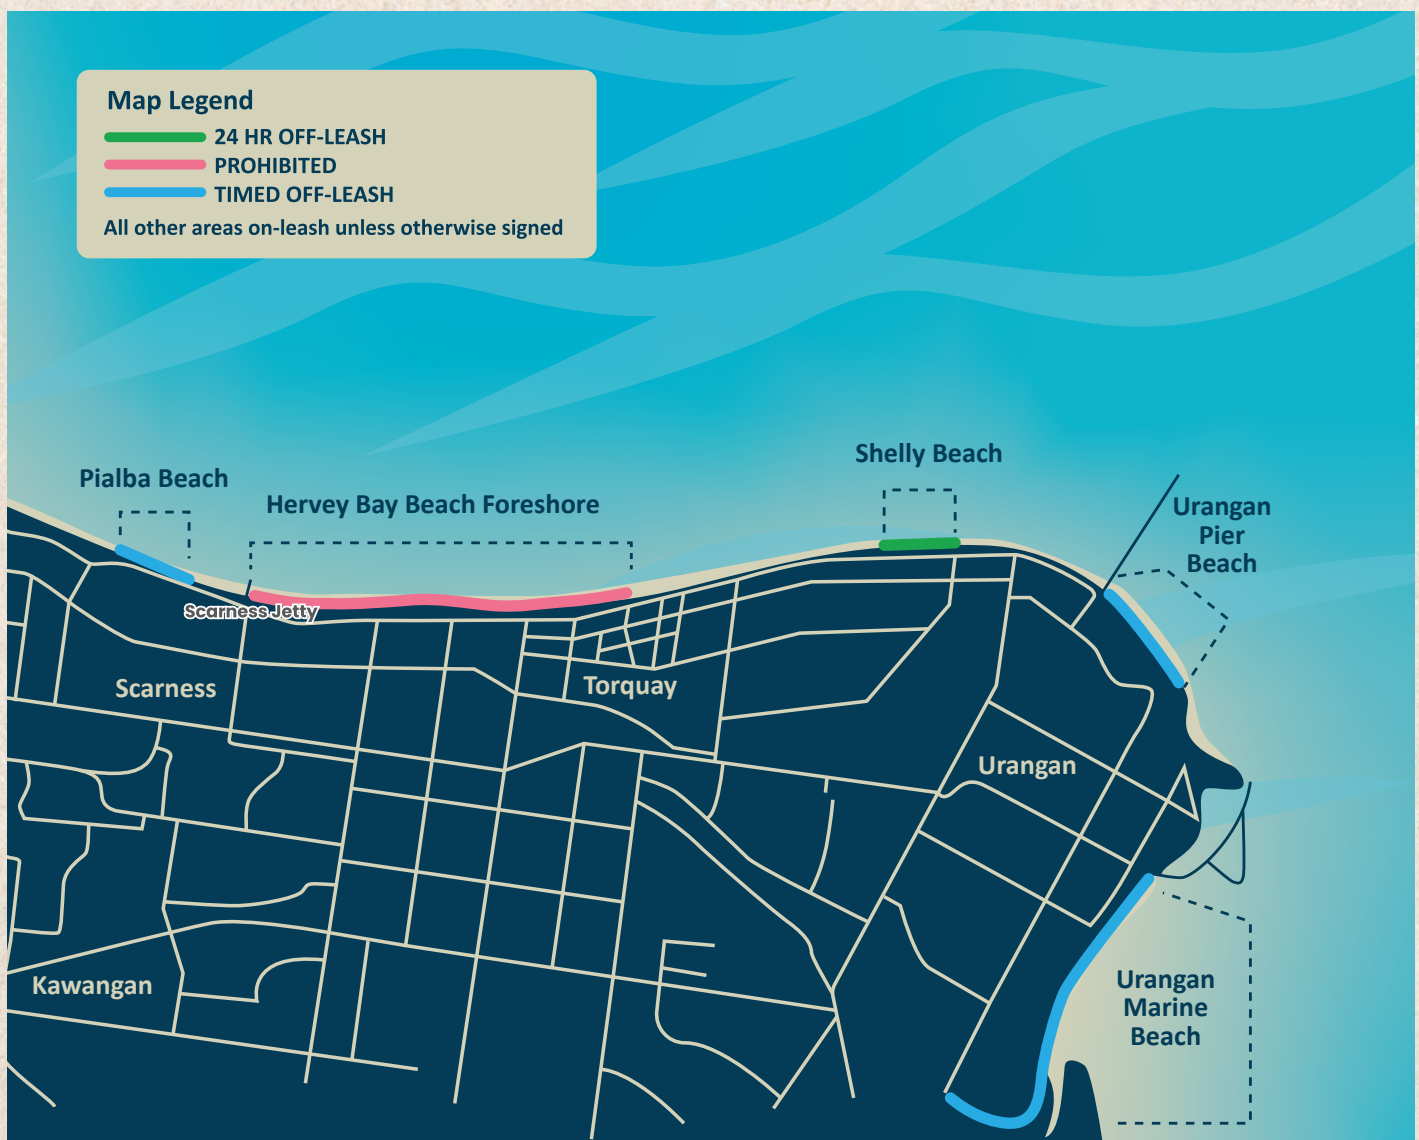 Map Legend
24 HR OFF-LEASH
PROHIBITED
TIMED OFF-LEASH
All other areas on-leash unless otherwise signed
Pialba Beach
Hervey Bay Beach Foreshore
Shelly Beach
Urangan
Pier
Beach
Scarness Jetty
Scarness
Torquay
Urangan
Kawangan
Urangan
Marine
Beach